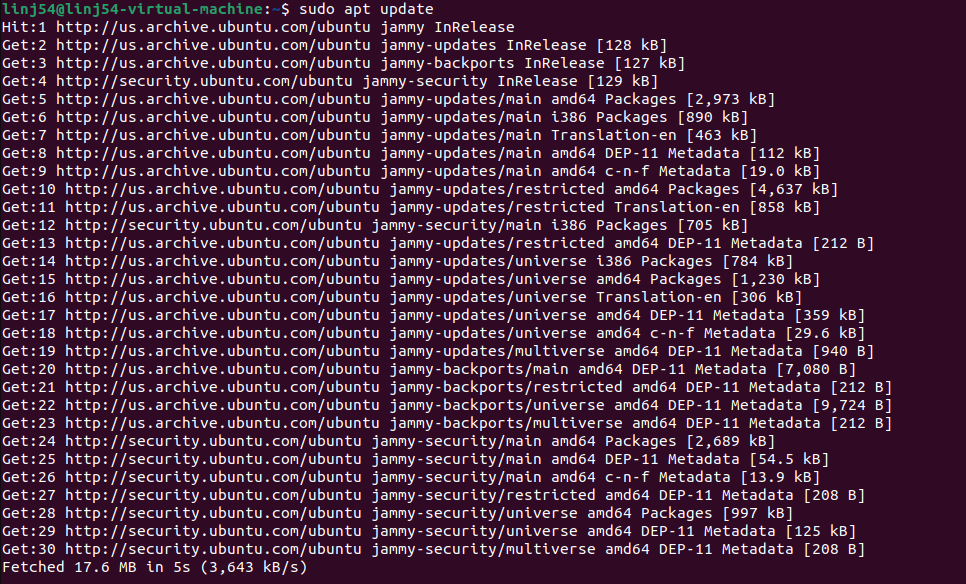 linj54@linj54-virtual-machine:~$ sudo apt update
Hit:1 http://us.archive.ubuntu.com/ubuntu jammy InRelease
Get:2 http://us.archive.ubuntu.com/ubuntu jammy-updates InRelease [128 kB]
Get:3 http://us.archive.ubuntu.com/ubuntu jammy-backports InRelease [127 kB]
Get:4 http://security.ubuntu.com/ubuntu jammy-security InRelease [129 kB]
Get:5 http://us.archive.ubuntu.com/ubuntu jammy-updates/main amd64 Packages [2,973 kB]
Get:6 http://us.archive.ubuntu.com/ubuntu jammy-updates/main i386 Packages [890 kB]
Get:7 http://us.archive.ubuntu.com/ubuntu jammy-updates/main Translation-en [463 kB]
Get:8 http://us.archive.ubuntu.com/ubuntu jammy-updates/main amd64 DEP-11 Metadata [112 kB]
Get:9 http://us.archive.ubuntu.com/ubuntu jammy-updates/main amd64 c-n-f Metadata [19.0 kB]
Get:10 http://us.archive.ubuntu.com/ubuntu jammy-updates/restricted amd64 Packages [4,637 kB]
Get:11 http://us.archive.ubuntu.com/ubuntu jammy-updates/restricted Translation-en [858 kB]
Get:12 http://security.ubuntu.com/ubuntu jammy-security/main i386 Packages [705 kB]
Get:13 http://us.archive.ubuntu.com/ubuntu jammy-updates/restricted amd64 DEP-11 Metadata [212 B]
Get:14 http://us.archive.ubuntu.com/ubuntu jammy-updates/universe i386 Packages [784 kB]
Get:15 http://us.archive.ubuntu.com/ubuntu jammy-updates/universe amd64 Packages [1,230 kB]
Get:16 http://us.archive.ubuntu.com/ubuntu jammy-updates/universe Translation-en [306 kB]
Get:17 http://us.archive.ubuntu.com/ubuntu jammy-updates/universe amd64 DEP-11 Metadata [359 kB]
Get:18 http://us.archive.ubuntu.com/ubuntu jammy-updates/universe amd64 c-n-f Metadata [29.6 kB]
Get:19 http://us.archive.ubuntu.com/ubuntu jammy-updates/multiverse amd64 DEP-11 Metadata [940 B]
Get:20 http://us.archive.ubuntu.com/ubuntu jammy-backports/main amd64 DEP-11 Metadata [7,080 B]
Get:21 http://us.archive.ubuntu.com/ubuntu jammy-backports/restricted amd64 DEP-11 Metadata [212 B]
Get:22 http://us.archive.ubuntu.com/ubuntu jammy-backports/universe amd64 DEP-11 Metadata [9,724 B]
Get:23 http://us.archive.ubuntu.com/ubuntu jammy-backports/multiverse amd64 DEP-11 Metadata [212 B]
Get:24 http://security.ubuntu.com/ubuntu jammy-security/main amd64 Packages [2,689 kB]
Get:25 http://security.ubuntu.com/ubuntu jammy-security/main amd64 DEP-11 Metadata [54.5 kB]
Get:26 http://security.ubuntu.com/ubuntu jammy-security/main amd64 c-n-f Metadata [13.9 kB]
Get:27 http://security.ubuntu.com/ubuntu jammy-security/restricted amd64 DEP-11 Metadata [208 B]
Get:28 http://security.ubuntu.com/ubuntu jammy-security/universe amd64 Packages [997 kB]
Get:29 http://security.ubuntu.com/ubuntu jammy-security/universe amd64 DEP-11 Metadata [125 kB]
Get:30 http://security.ubuntu.com/ubuntu jammy-security/multiverse amd64 DEP-11 Metadata [208 B]
Fetched 17.6 MB in 5s (3,643 kB/s)